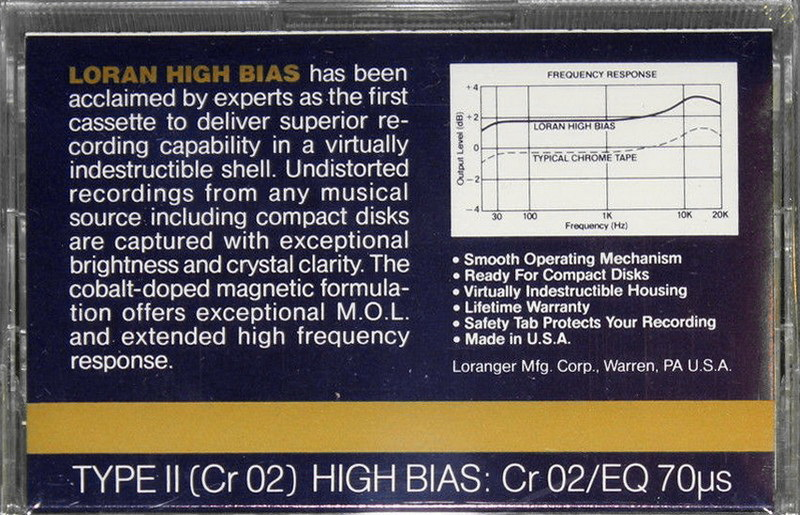 LORAN HIGH BIAS has been
acclaimed by experts as the first
cassette to deliver superior re-
cording capability in a virtually
indestructible shell. Undistorted
recordings from any musical
source including compact disks
are captured with exceptional
brightness and crystal clarity. The
cobalt-doped magnetic formula-
tion offers exceptional M.O.L.
and extended high frequency
response.
FREQUENCY RESPONSE
Output Level (dB)
+4
+2
0
−2
−4
LORAN HIGH BIAS
TYPICAL CHROME TAPE
30 100 1K 10K 20K
Frequency (Hz)
• Smooth Operating Mechanism
• Ready For Compact Disks
• Virtually Indestructible Housing
• Lifetime Warranty
• Safety Tab Protects Your Recording
• Made in U.S.A.
Loranger Mfg. Corp., Warren, PA U.S.A.
TYPE II (Cr 02) HIGH BIAS: Cr 02/EQ 70µs